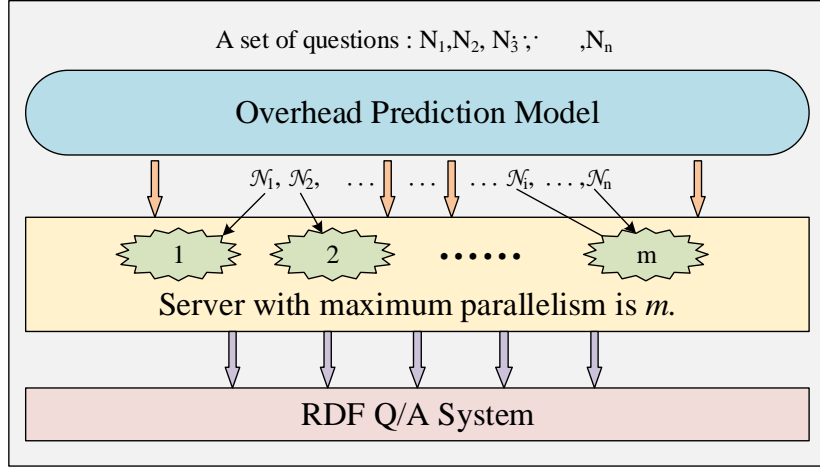 A set of questions : N₁,N₂, N₃,··· ,Nₙ
Overhead Prediction Model
𝒩₁, 𝒩₂, ... ... ... 𝒩ᵢ, ... ,𝒩ₙ
1 2 •••••• m
Server with maximum parallelism is m.
RDF Q/A System